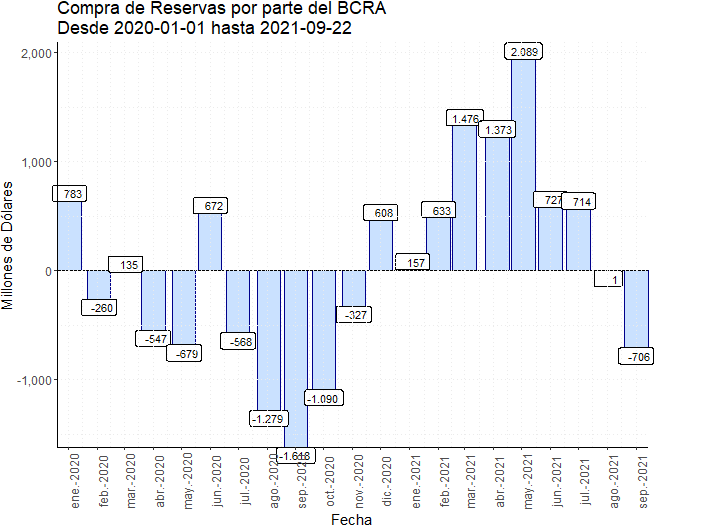 Compra de Reservas por parte del BCRA
Desde 2020-01-01 hasta 2021-09-22
Millones de Dólares
2,000
1,000
0
-1,000
783
-260
135
-547
-679
672
-568
-1.279
-1.618
-1.090
-327
608
157
633
1.476
1.373
2.089
727
714
1
-706
ene.-2020
feb.-2020
mar.-2020
abr.-2020
may.-2020
jun.-2020
jul.-2020
ago.-2020
sep.-2020
oct.-2020
nov.-2020
dic.-2020
ene.-2021
feb.-2021
mar.-2021
abr.-2021
may.-2021
jun.-2021
jul.-2021
ago.-2021
sep.-2021
Fecha